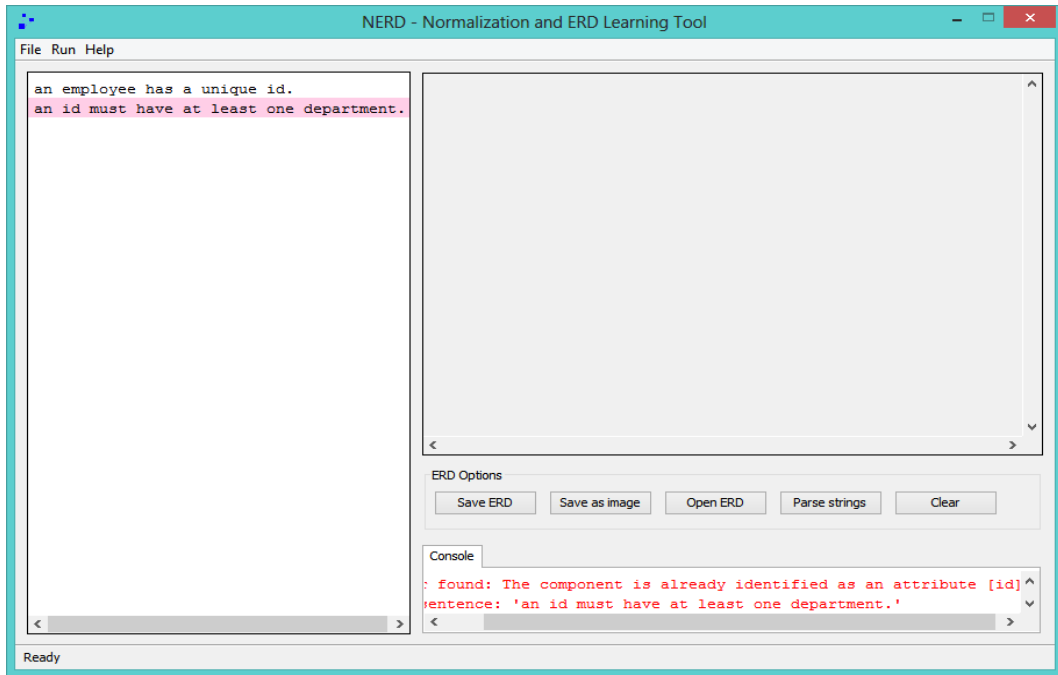 NERD - Normalization and ERD Learning Tool
File Run Help
an employee has a unique id.
an id must have at least one department.
ERD Options
Save ERD
Save as image
Open ERD
Parse strings
Clear
Console
found: The component is already identified as an attribute [id]
sentence: 'an id must have at least one department.'
Ready